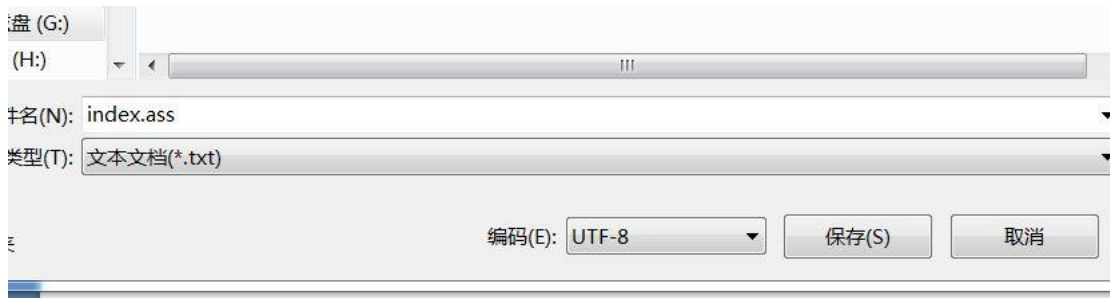 盘 (G:)
(H:)
件名(N): index.ass
类型(T): 文本文档(*.txt)
编码(E): UTF-8 保存(S) 取消